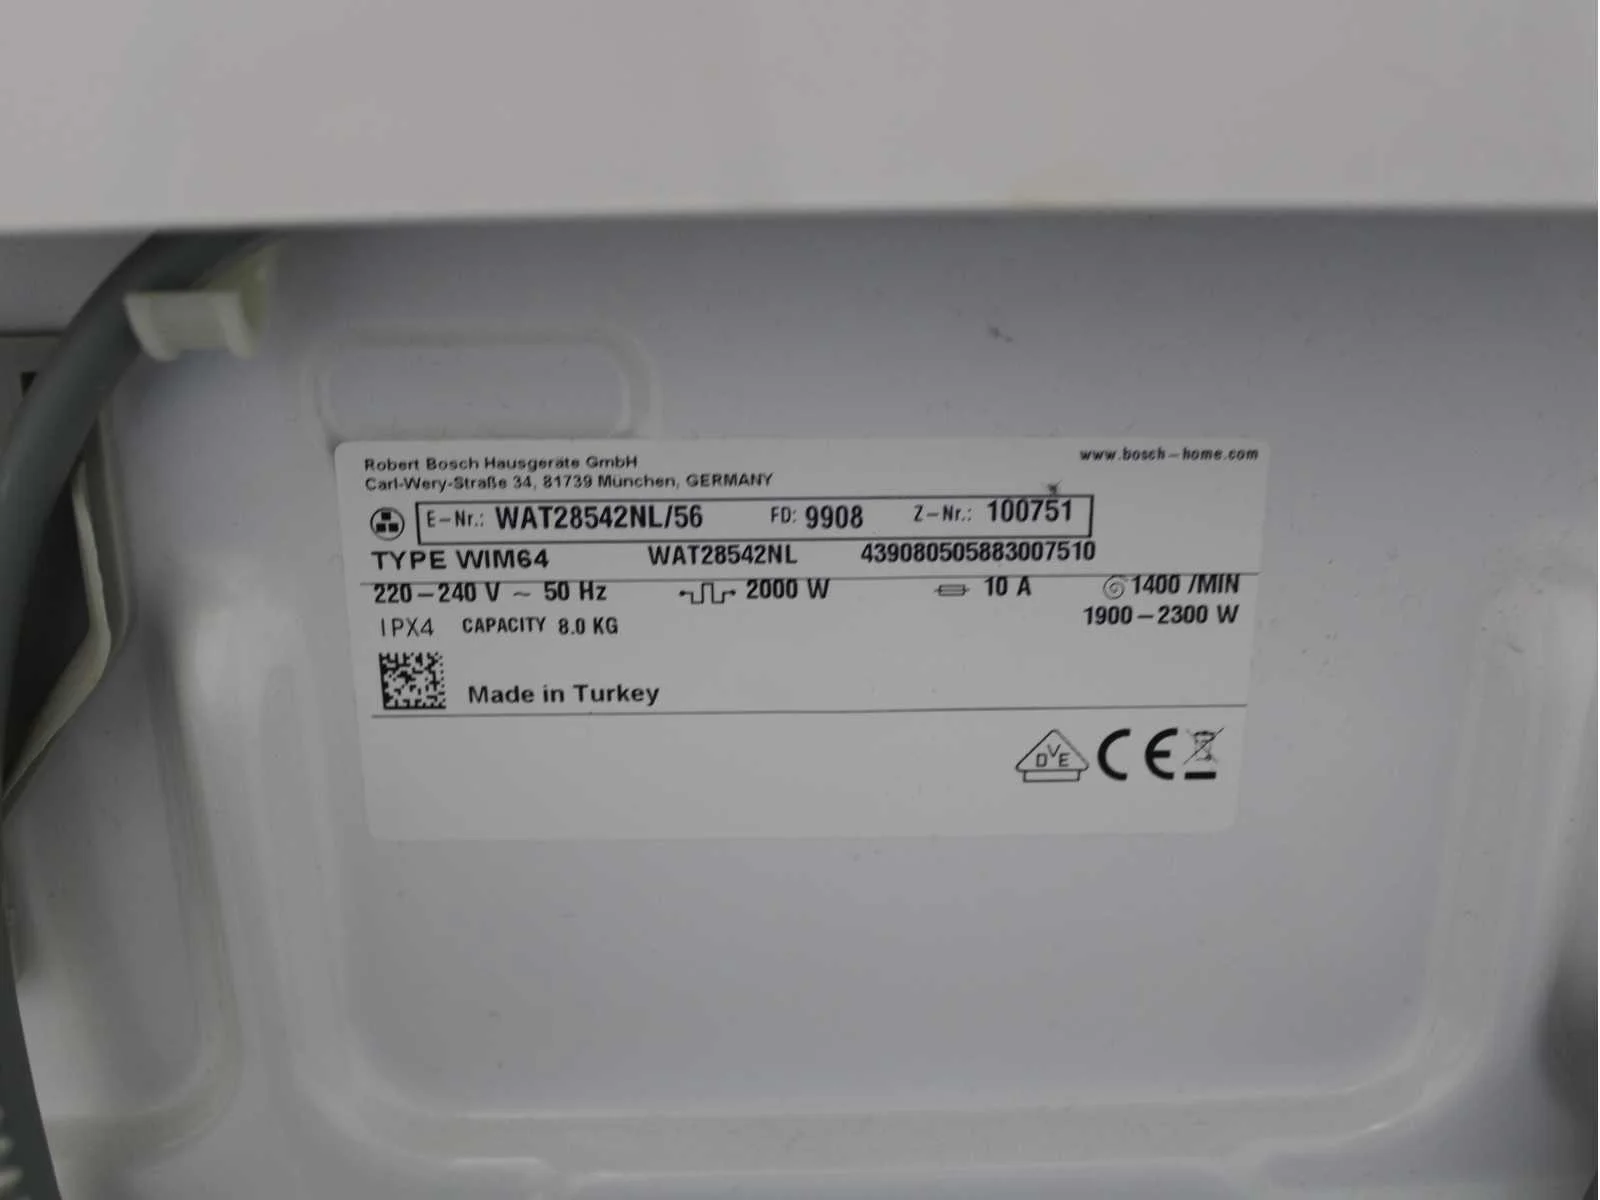 Robert Bosch Hausgeräte GmbH
www.bosch-home.com
Carl-Wery-Straße 34, 81739 München, GERMANY
E-Nr.: WAT28542NL/56 FD: 9908 Z-Nr.: 100751
TYPE WIM64 WAT28542NL 439080505883007510
220-240 V ~ 50 Hz 2000 W 10 A 1400 /MIN
1900-2300 W
IPX4 CAPACITY 8.0 KG
Made in Turkey
DVE CE